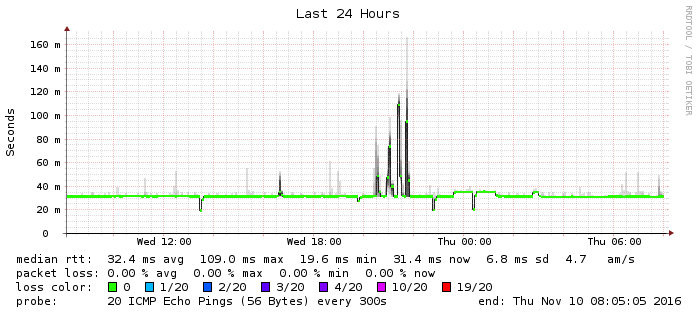 Last 24 Hours
RRDTOOL / TOBI OETIKER
Seconds
160 m
140 m
120 m
100 m
80 m
60 m
40 m
20 m
0
Wed 12:00 Wed 18:00 Thu 00:00 Thu 06:00
median rtt: 32.4 ms avg 109.0 ms max 19.6 ms min 31.4 ms now 6.8 ms sd 4.7 am/s
packet loss: 0.00 % avg 0.00 % max 0.00 % min 0.00 % now
loss color: 0 1/20 2/20 3/20 4/20 10/20 19/20
probe: 20 ICMP Echo Pings (56 Bytes) every 300s end: Thu Nov 10 08:05:05 2016